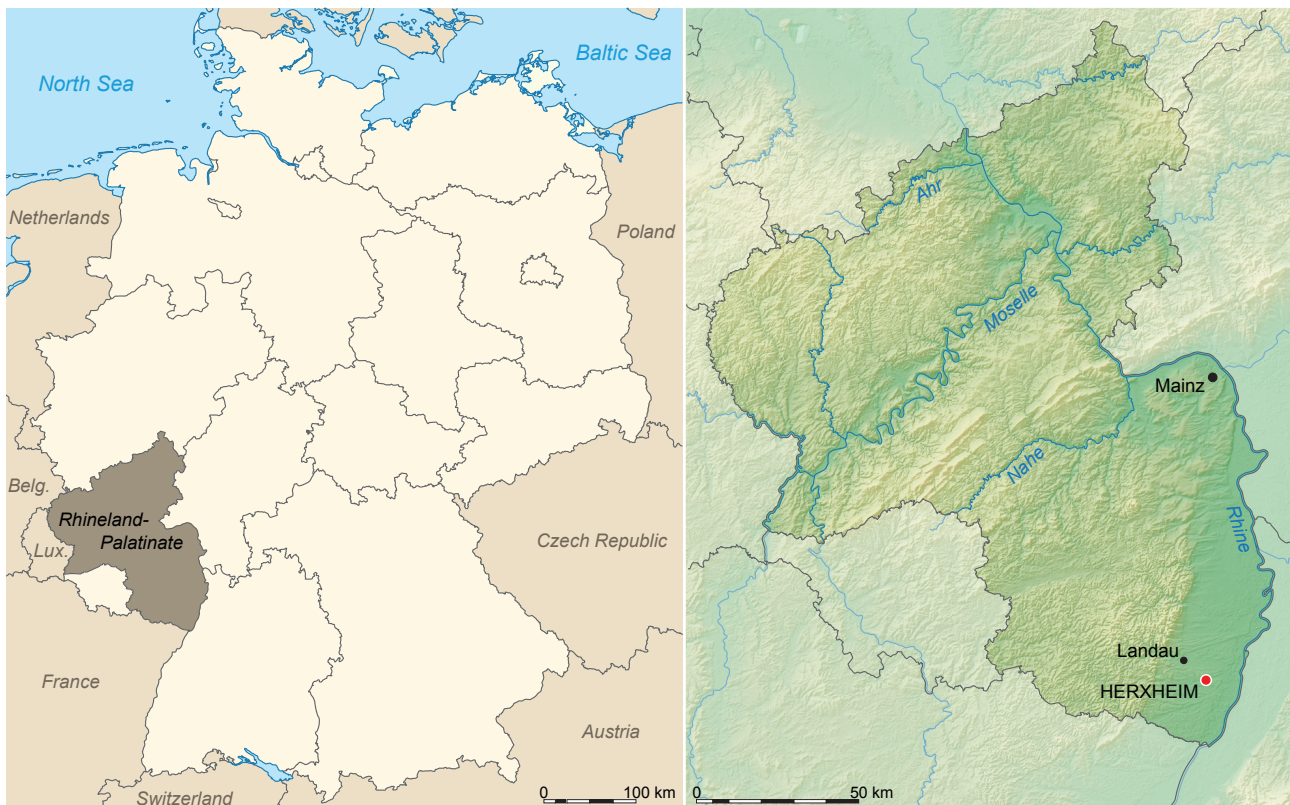 North Sea
Baltic Sea
Netherlands
Poland
Belg.
Rhineland-
Palatinate
Lux.
Czech Republic
France
Austria
Switzerland
0 100 km
Ahr
Moselle
Mainz
Nahe
Rhine
Landau
HERXHEIM
0 50 km